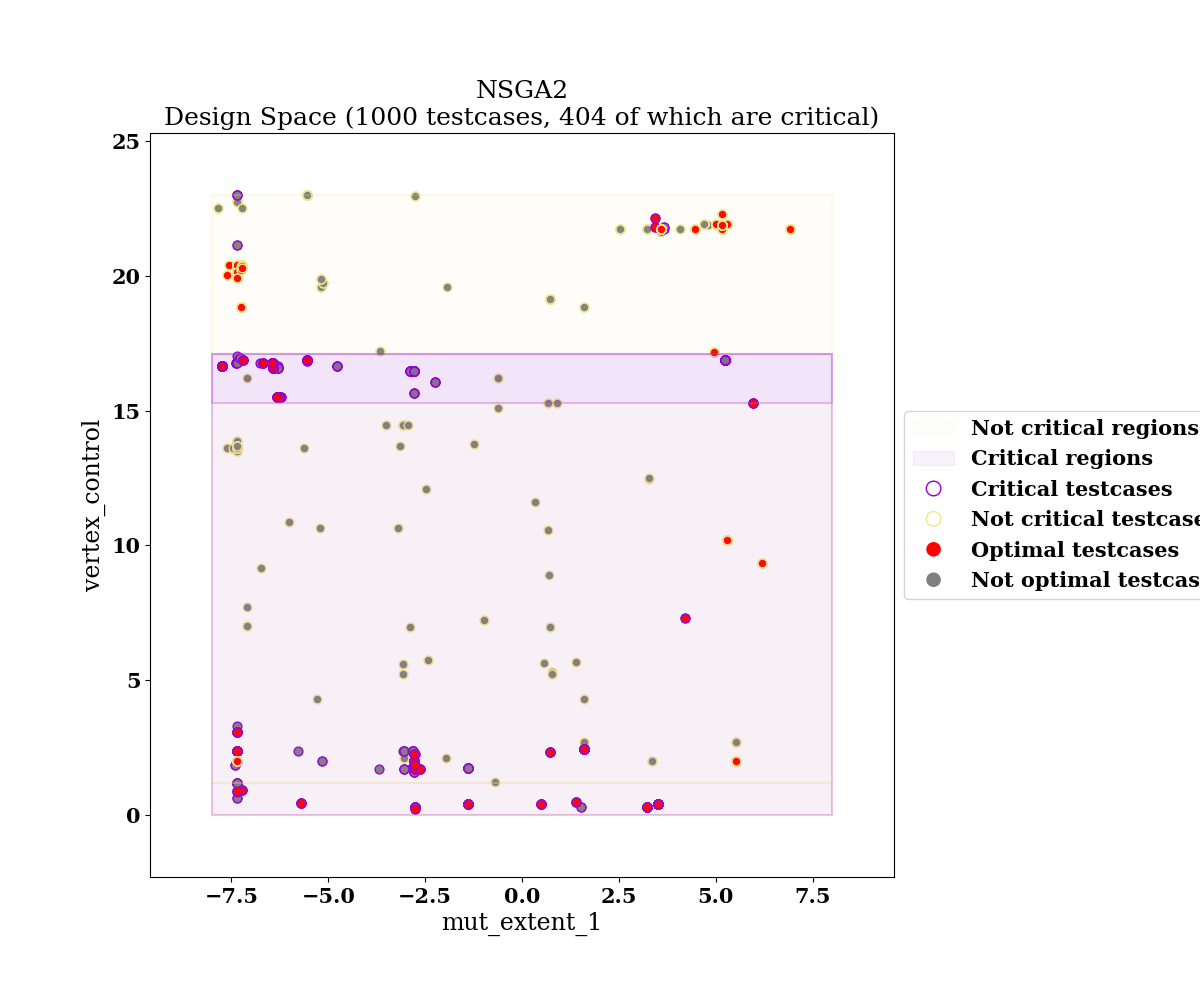 NSGA2
Design Space (1000 testcases, 404 of which are critical)
25
20
15
10
5
0
vertex_control
−7.5 −5.0 −2.5 0.0 2.5 5.0 7.5
mut_extent_1
Not critical regions
Critical regions
Critical testcases
Not critical testcase
Optimal testcases
Not optimal testcas